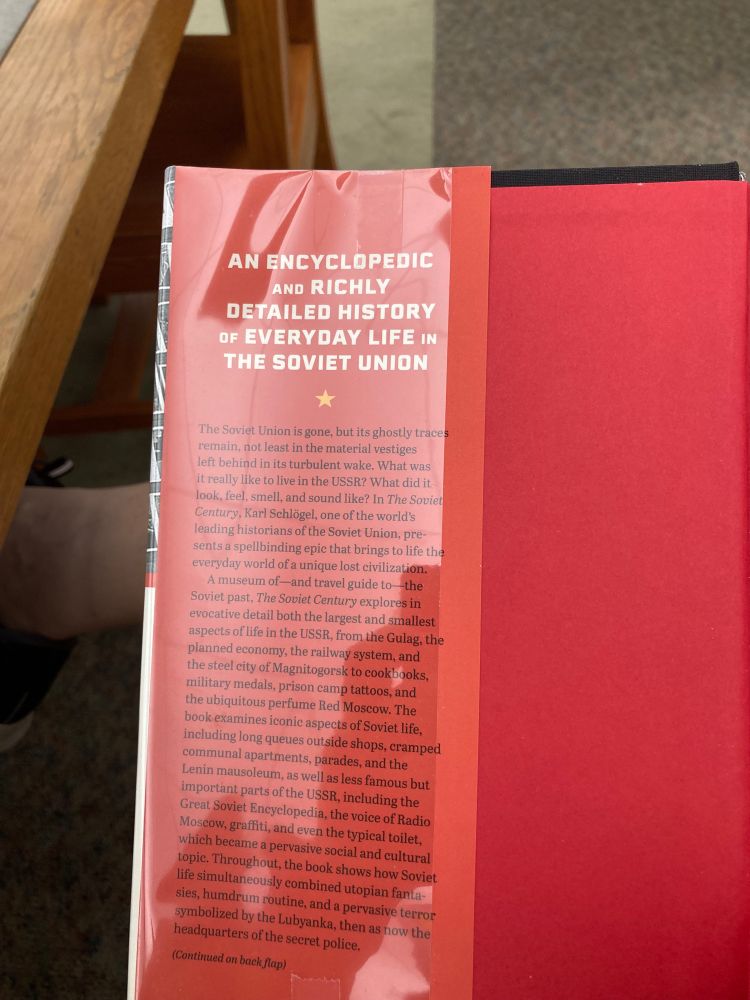 AN ENCYCLOPEDIC
AND RICHLY
DETAILED HISTORY
OF EVERYDAY LIFE IN
THE SOVIET UNION
The Soviet Union is gone, but its ghostly traces
remain, not least in the material vestiges
left behind in its turbulent wake. What was
it really like to live in the USSR? What did it
look, feel, smell, and sound like? In The Soviet
Century, Karl Schlögel, one of the world's
leading historians of the Soviet Union, pre-
sents a spellbinding epic that brings to life the
everyday world of a unique lost civilization.
A museum of—and travel guide to—the
Soviet past, The Soviet Century explores in
evocative detail both the largest and smallest
aspects of life in the USSR, from the Gulag, the
planned economy, the railway system, and
the steel city of Magnitogorsk to cookbooks,
military medals, prison camp tattoos, and
the ubiquitous perfume Red Moscow. The
book examines iconic aspects of Soviet life,
including long queues outside shops, cramped
communal apartments, parades, and the
Lenin mausoleum, as well as less famous but
important parts of the USSR, including the
Great Soviet Encyclopedia, the voice of Radio
Moscow, graffiti, and even the typical toilet,
which became a pervasive social and cultural
topic. Throughout, the book shows how Soviet
life simultaneously combined utopian fanta-
sies, humdrum routine, and a pervasive terror
symbolized by the Lubyanka, then as now the
headquarters of the secret police.
(Continued on back flap)